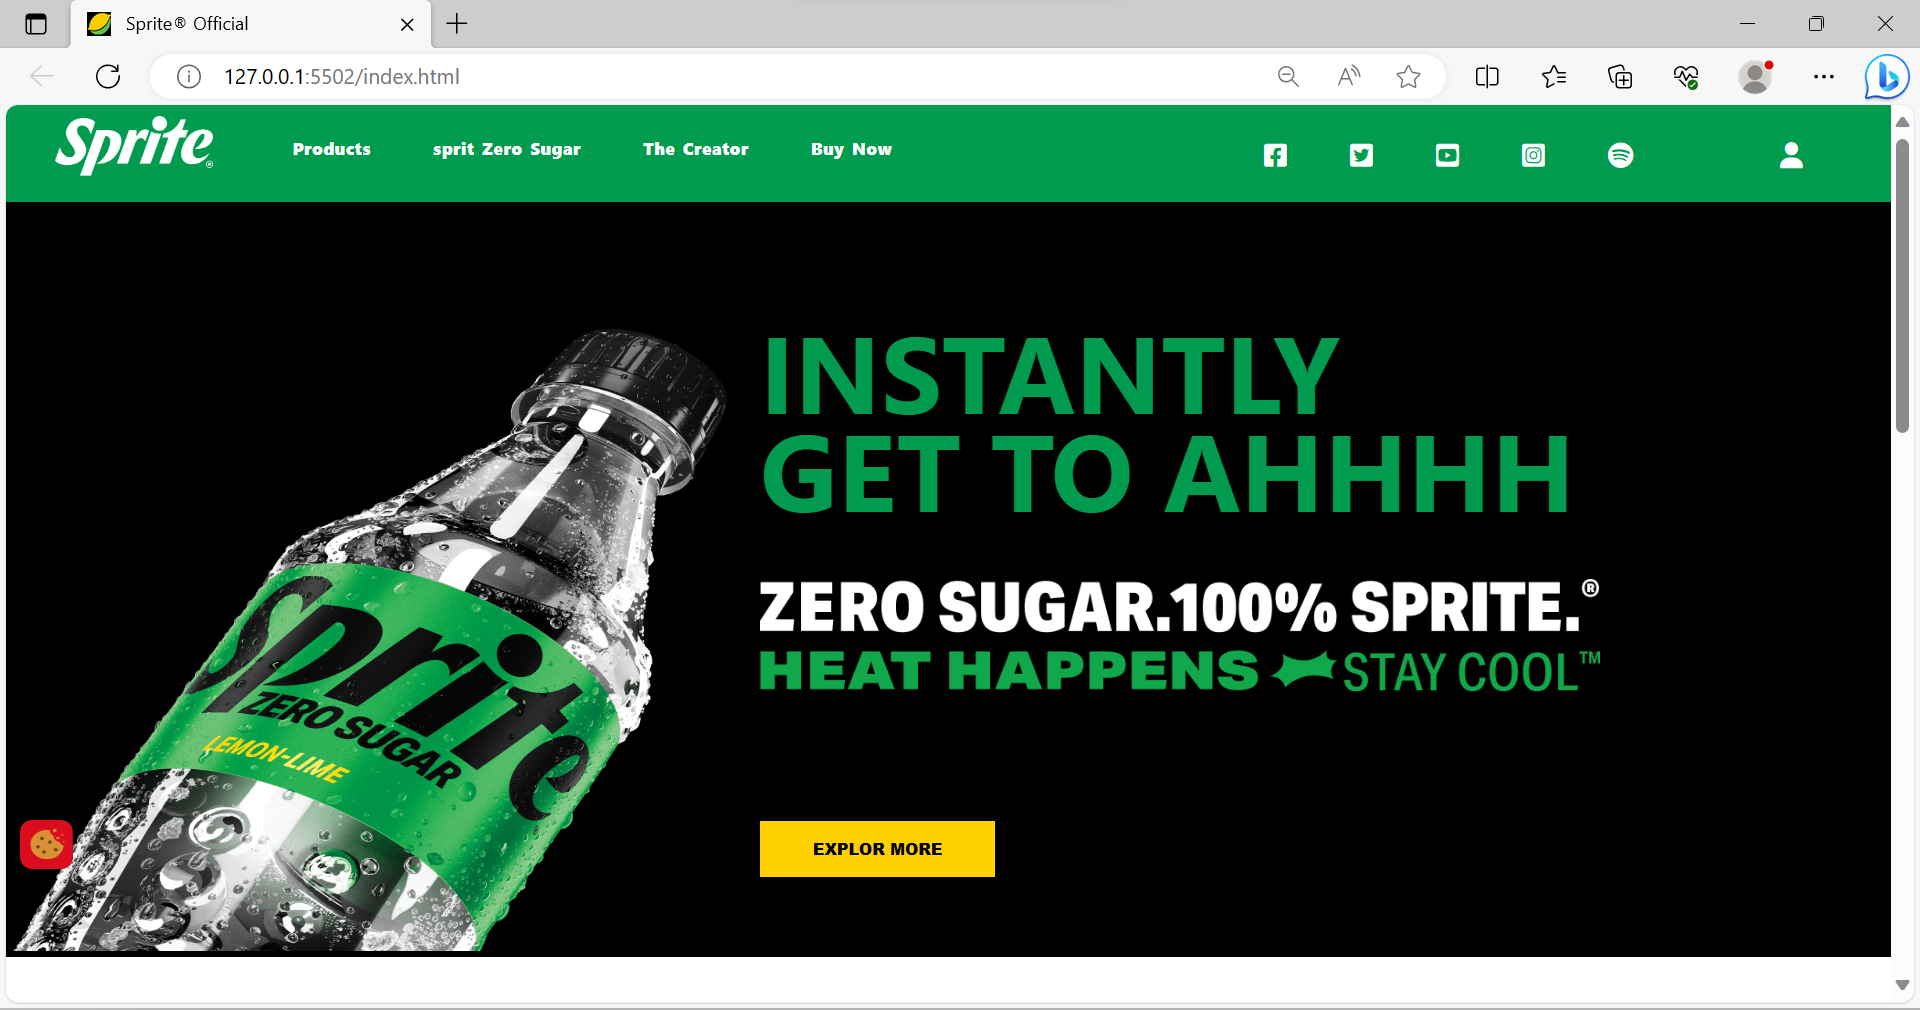 Sprite® Official
127.0.0.1:5502/index.html
Sprite®
Products
sprit Zero Sugar
The Creator
Buy Now
INSTANTLY
GET TO AHHHH
ZERO SUGAR.100% SPRITE.®
HEAT HAPPENS STAY COOL™
Sprite
ZERO SUGAR
LEMON-LIME
EXPLOR MORE